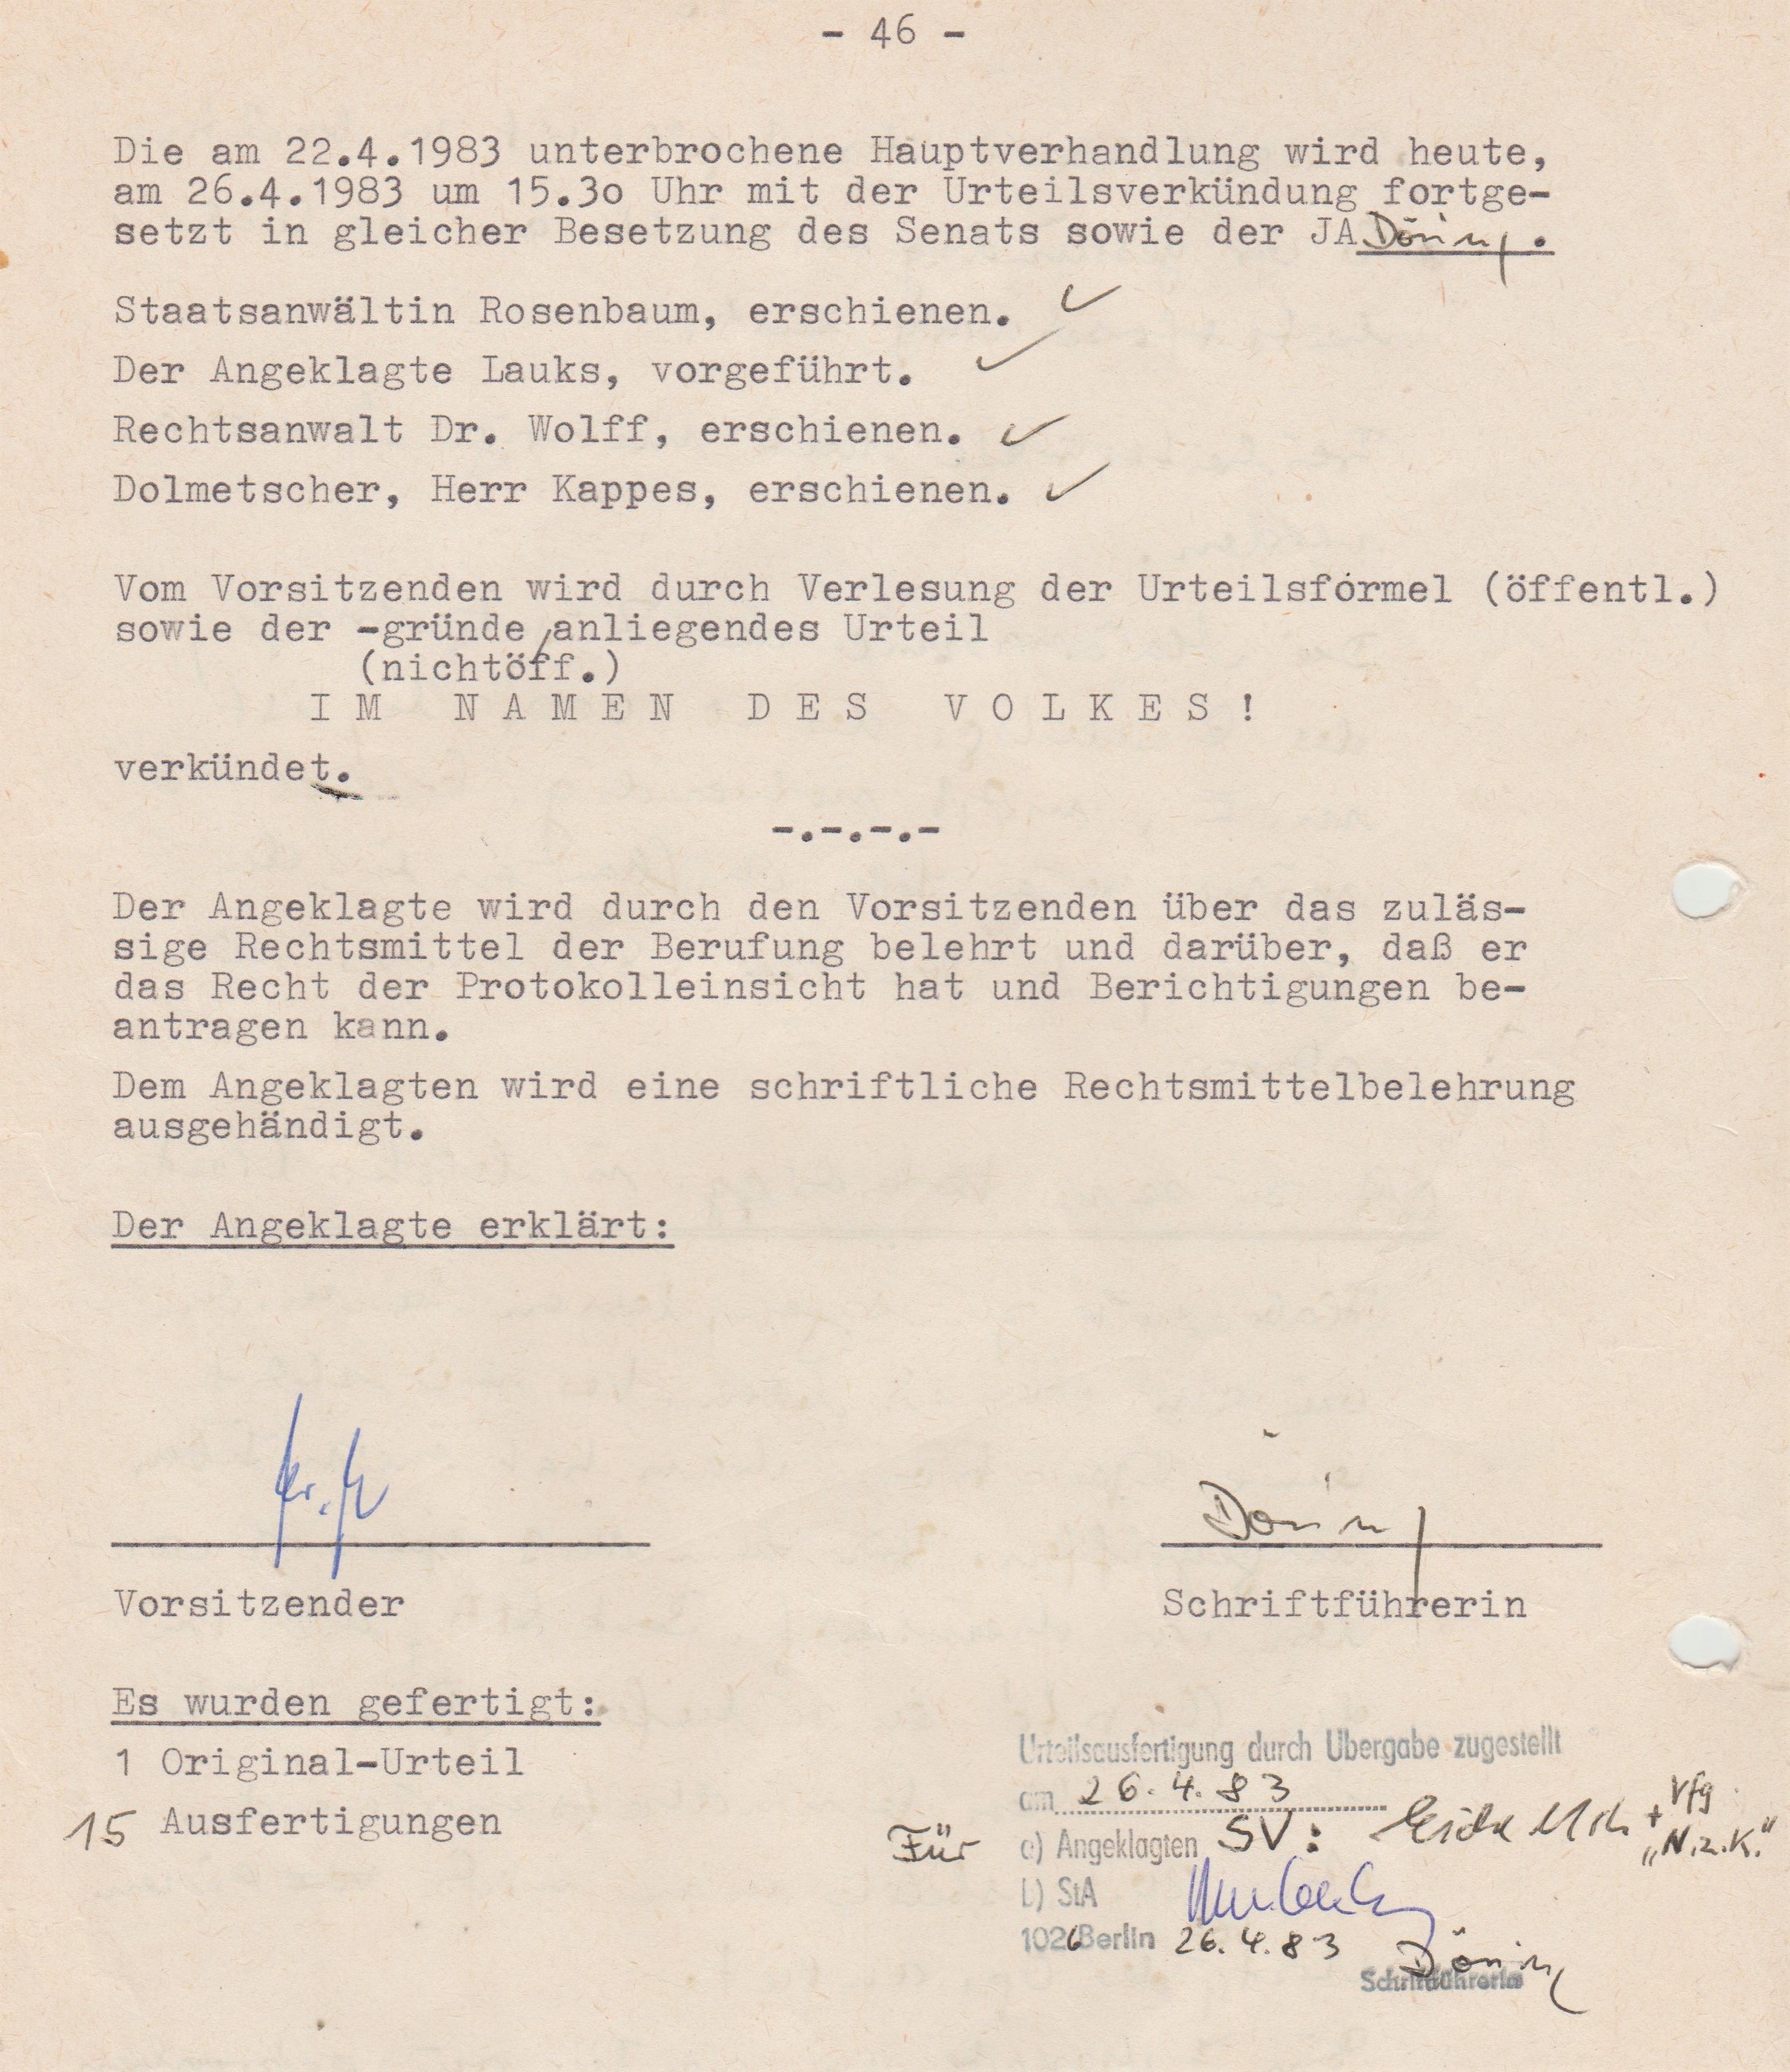 - 46 -
Die am 22.4.1983 unterbrochene Hauptverhandlung wird heute,
am 26.4.1983 um 15.3o Uhr mit der Urteilsverkündung fortge-
setzt in gleicher Besetzung des Senats sowie der JA Döring.
Staatsanwältin Rosenbaum, erschienen. ✓
Der Angeklagte Lauks, vorgeführt. ✓
Rechtsanwalt Dr. Wolff, erschienen. ✓
Dolmetscher, Herr Kappes, erschienen. ✓
Vom Vorsitzenden wird durch Verlesung der Urteilsformel (öffentl.)
sowie der -gründe/anliegendes Urteil
(nichtöff.)
I M N A M E N D E S V O L K E S !
verkündet.
-.-.-.-
Der Angeklagte wird durch den Vorsitzenden über das zuläs-
sige Rechtsmittel der Berufung belehrt und darüber, daß er
das Recht der Protokolleinsicht hat und Berichtigungen be-
antragen kann.
Dem Angeklagten wird eine schriftliche Rechtsmittelbelehrung
ausgehändigt.
Der Angeklagte erklärt:
Döring
Vorsitzender
Schriftführerin
Es wurden gefertigt:
1 Original-Urteil
15 Ausfertigungen
Urteilsausfertigung durch Übergabe zugestellt
am 26.4.83
Für a) Angeklagten SV: + Vfg
"N.z.K."
b) StA
1026 Berlin 26.4.83 Döring
Schriftführerin